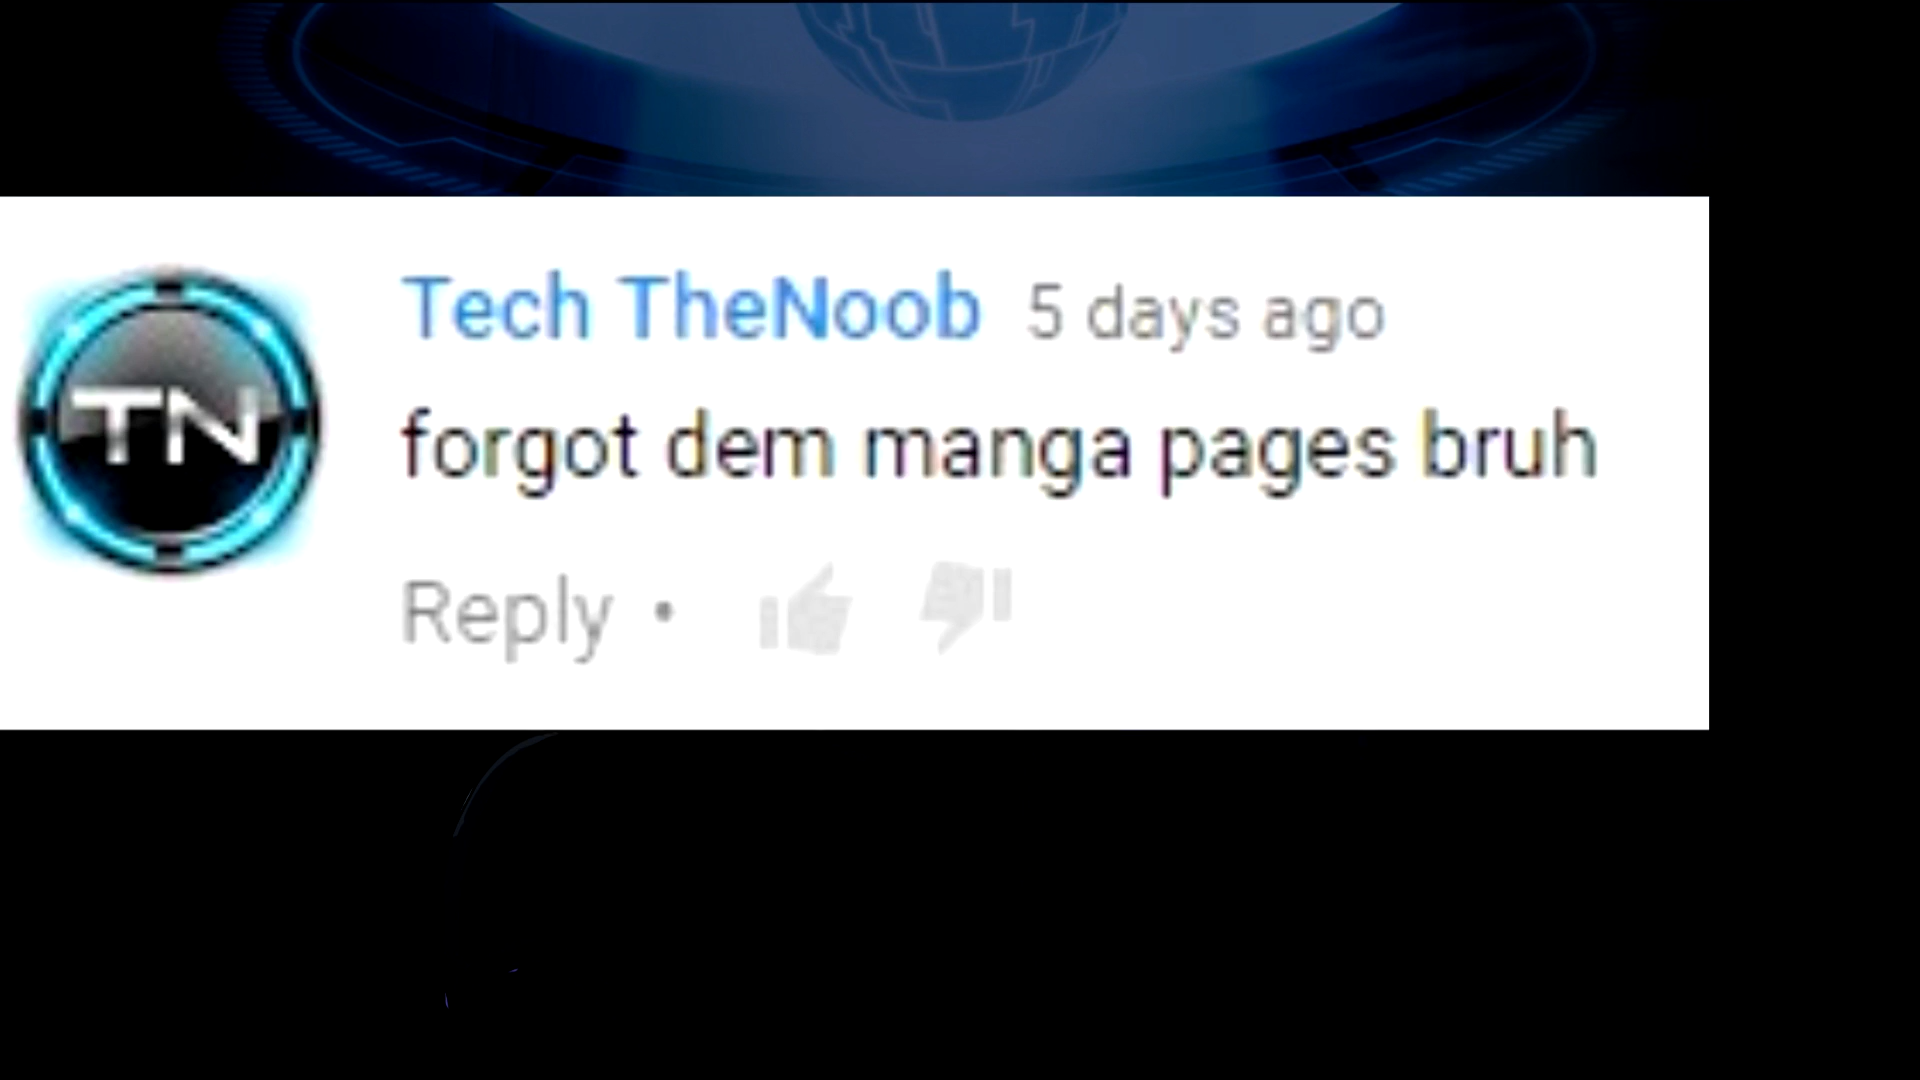 TN
Tech TheNoob 5 days ago
forgot dem manga pages bruh
Reply •